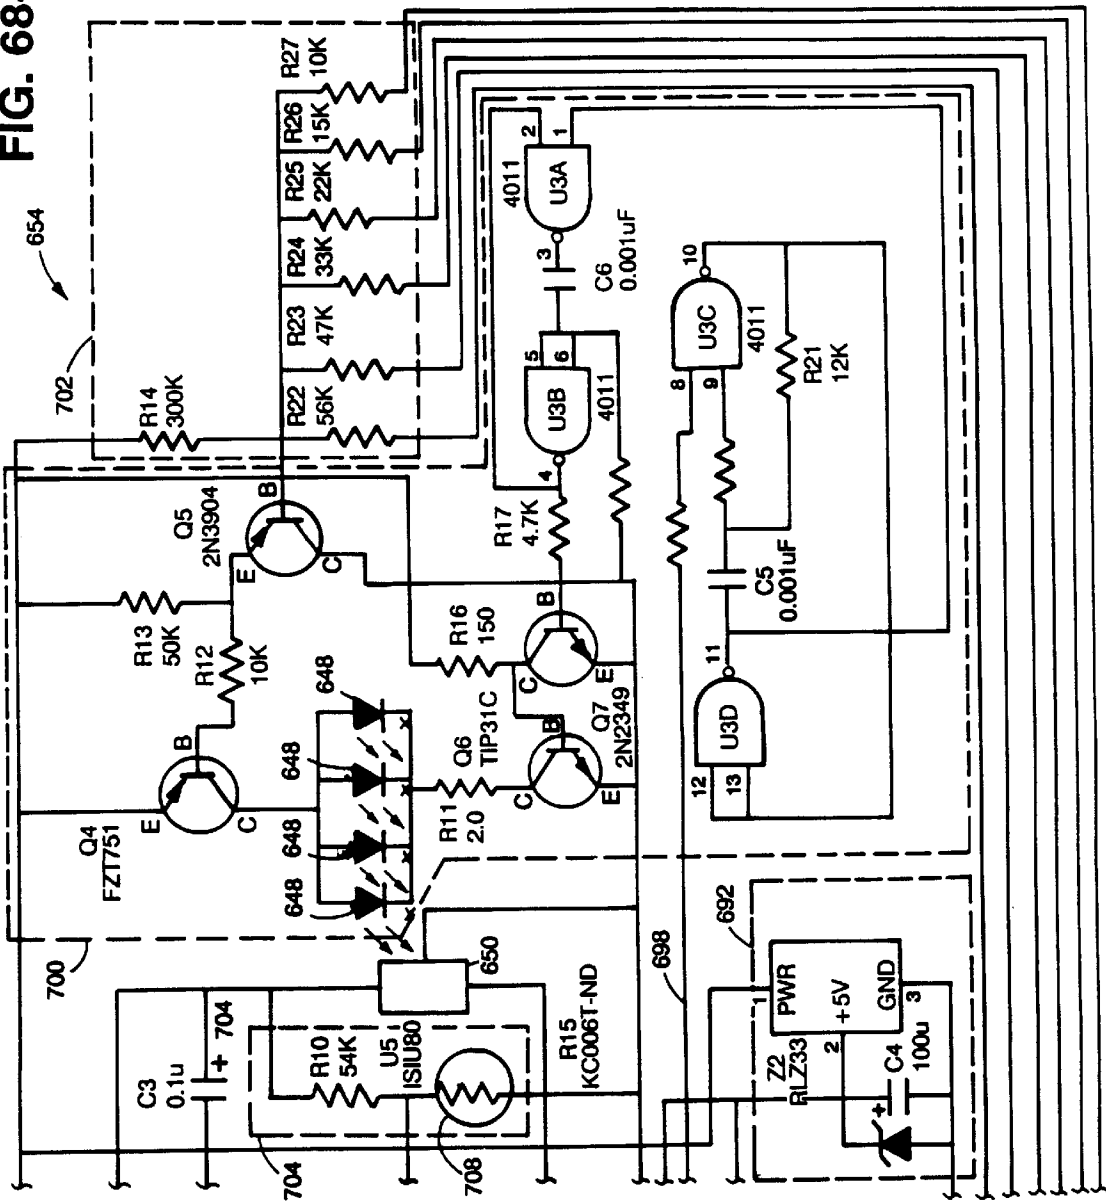 FIG. 68
654
702
R14
300K
R22
56K
R23
47K
R24
33K
R25
22K
R26
15K
R27
10K
Q5
2N3904
B
E
C
R13
50K
R12
10K
Q4
FZT751
B
E
C
648
648
648
648
R16
150
R11
2.0
Q6
TIP31C
C
B
E
Q7
2N2349
C
B
E
R17
4.7K
4
U3B
4011
5
6
C6
0.001uF
3
U3A
4011
2
1
U3C
4011
8
9
10
R21
12K
C5
0.001uF
11
U3D
12
13
700
650
C3
0.1u
+
704
R10
54K
U5
ISIU80
R15
KC006T-ND
704
708
698
692
1
PWR
+5V
GND
2
3
Z2
RLZ33
C4
100u
+